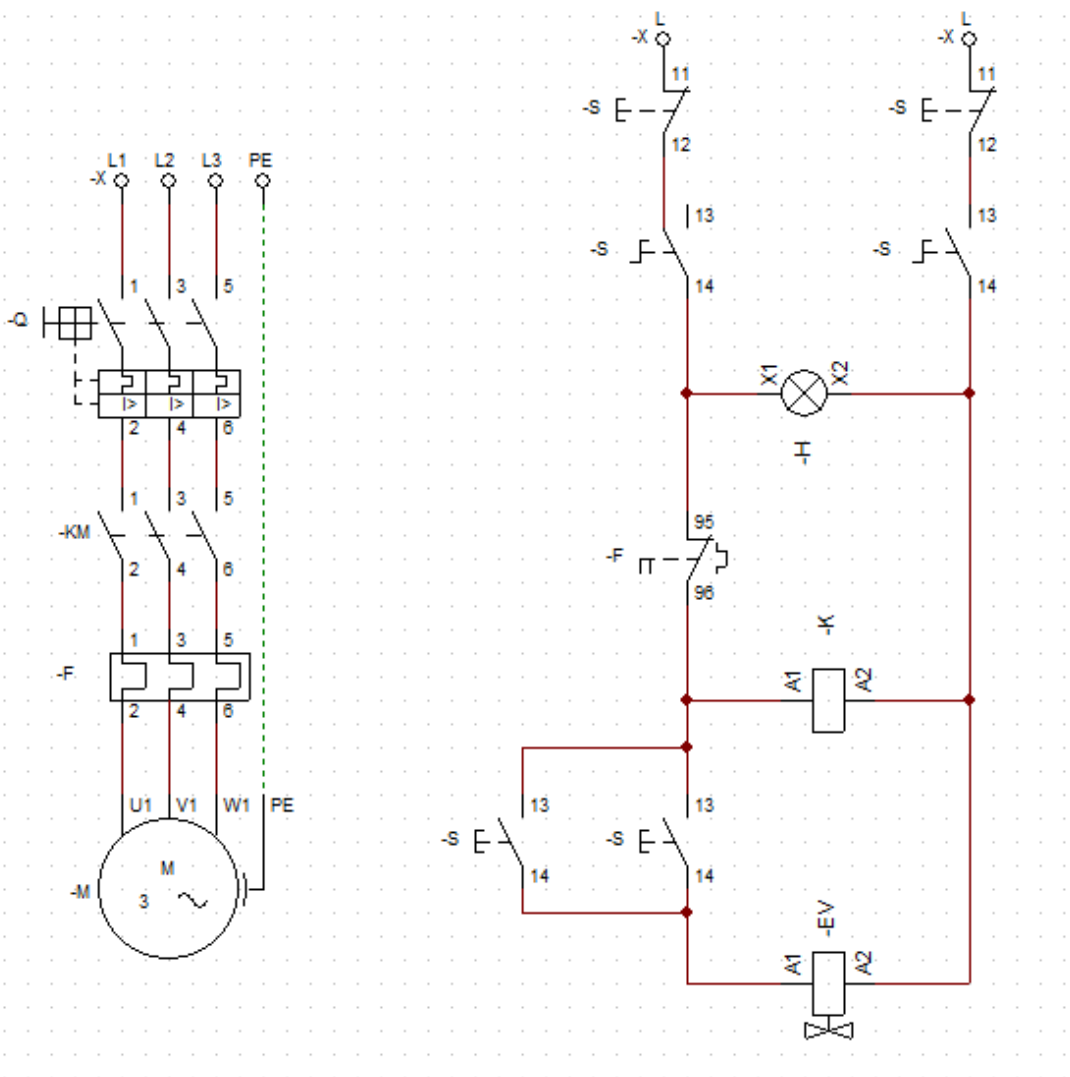 L1 L2 L3 PE
-X
1 3 5
-Q
I> I> I>
2 4 6
1 3 5
-KM
2 4 6
1 3 5
-F
2 4 6
U1 V1 W1 PE
M
-M
3
L L
-X -X
11 11
-S -S
12 12
13 13
-S -S
14 14
X1 X2
-H
95
-F
96
-K
A1 A2
13 13
-S -S
14 14
-EV
A1 A2